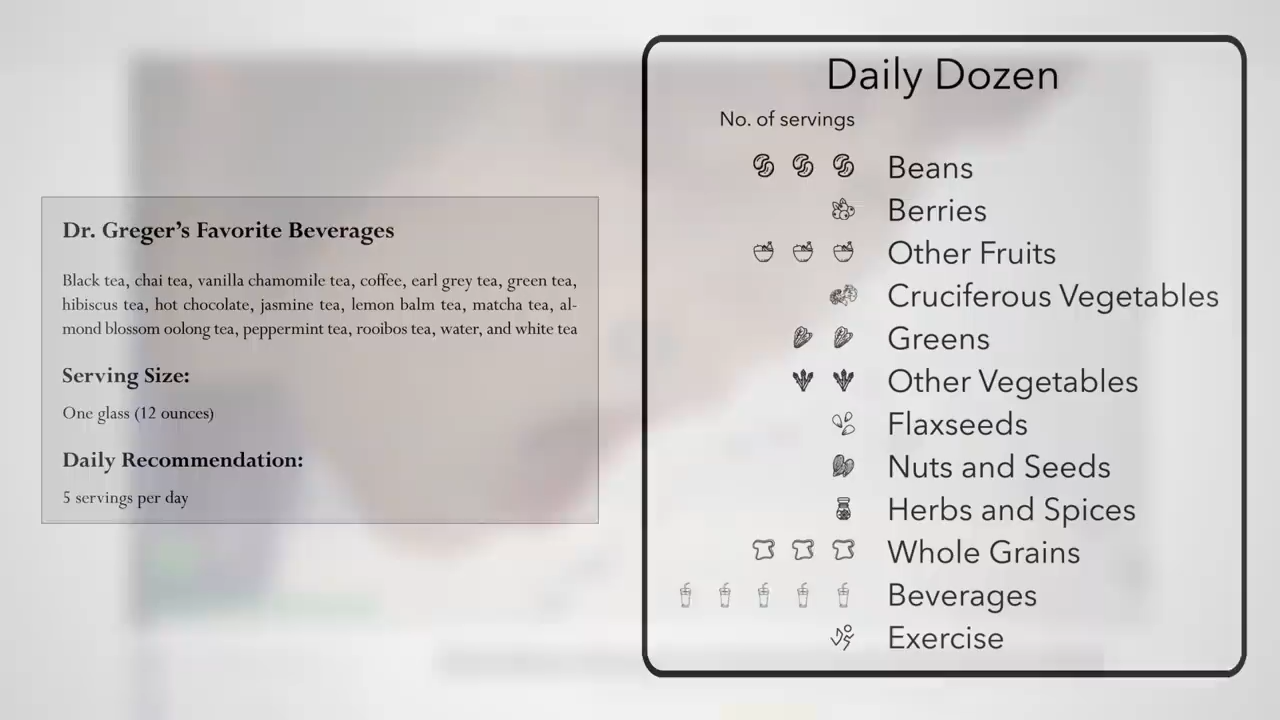 Dr. Greger's Favorite Beverages
Black tea, chai tea, vanilla chamomile tea, coffee, earl grey tea, green tea,
hibiscus tea, hot chocolate, jasmine tea, lemon balm tea, matcha tea, al-
mond blossom oolong tea, peppermint tea, rooibos tea, water, and white tea
Serving Size:
One glass (12 ounces)
Daily Recommendation:
5 servings per day
Daily Dozen
No. of servings
Beans
Berries
Other Fruits
Cruciferous Vegetables
Greens
Other Vegetables
Flaxseeds
Nuts and Seeds
Herbs and Spices
Whole Grains
Beverages
Exercise